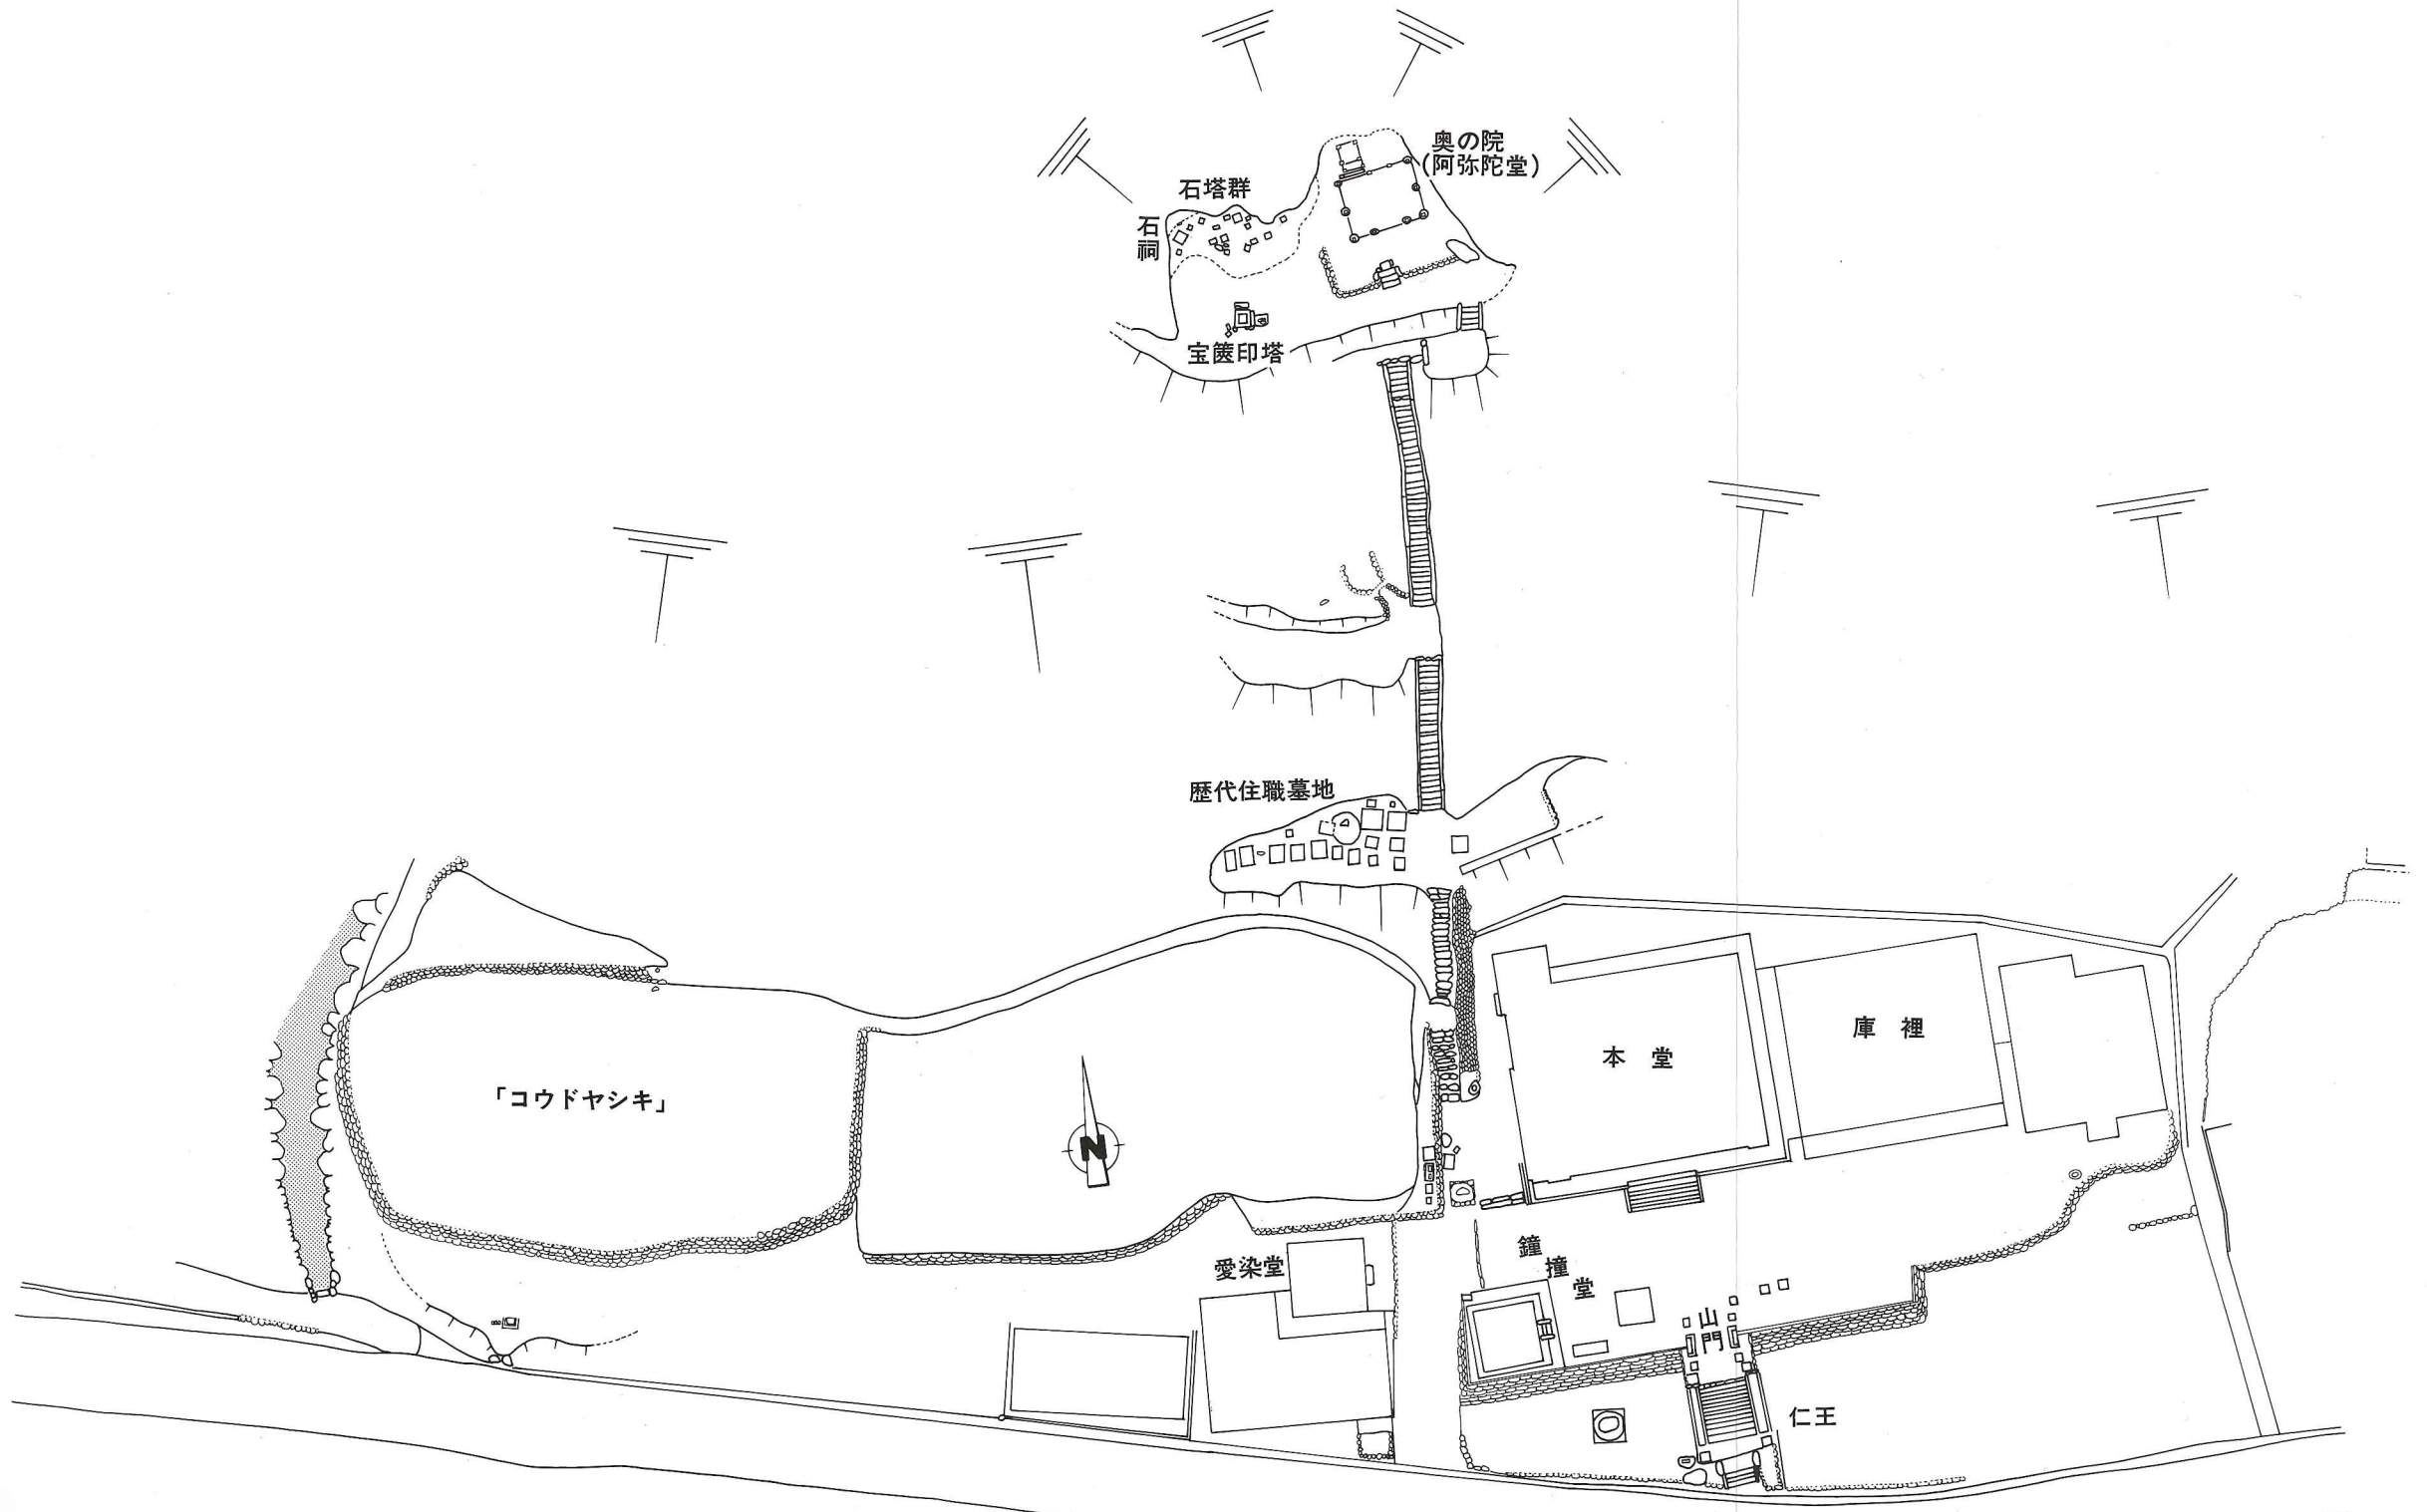 奥の院
(阿弥陀堂)
石塔群
石祠
宝篋印塔
歴代住職墓地
本堂
庫裡
「コウドヤシキ」
N
愛染堂
鐘撞堂
山門
仁王